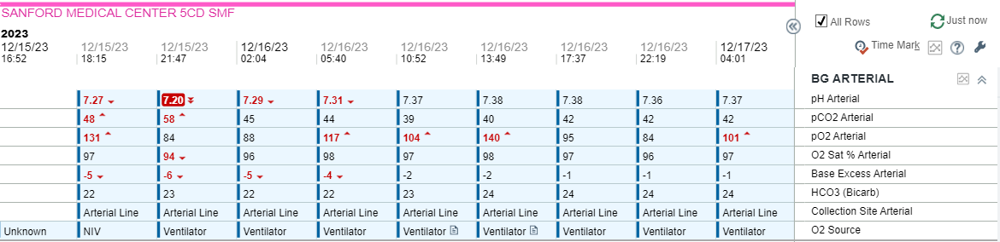 SANFORD MEDICAL CENTER 5CD SMF
All Rows Just now
2023
12/15/23 12/15/23 12/15/23 12/16/23 12/16/23 12/16/23 12/16/23 12/16/23 12/16/23 12/17/23
16:52 18:15 21:47 02:04 05:40 10:52 13:49 17:37 22:19 04:01
Time Mark
BG ARTERIAL
7.27 7.20 7.29 7.31 7.37 7.38 7.38 7.36 7.37 pH Arterial
48 58 45 44 39 40 42 42 42 pCO2 Arterial
131 84 88 117 104 140 95 84 101 pO2 Arterial
97 94 96 98 97 98 97 96 97 O2 Sat % Arterial
-5 -6 -5 -4 -2 -2 -1 -1 -1 Base Excess Arterial
22 23 22 22 23 24 24 24 24 HCO3 (Bicarb)
Arterial Line Arterial Line Arterial Line Arterial Line Arterial Line Arterial Line Arterial Line Arterial Line Arterial Line Collection Site Arterial
Unknown NIV Ventilator Ventilator Ventilator Ventilator Ventilator Ventilator Ventilator Ventilator O2 Source